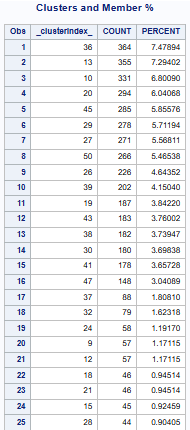 Clusters and Member %
Obs _clusterIndex_ COUNT PERCENT
1 36 364 7.47894
2 13 355 7.29402
3 10 331 6.80090
4 20 294 6.04068
5 45 285 5.85576
6 29 278 5.71194
7 27 271 5.56811
8 50 266 5.46538
9 26 226 4.64352
10 39 202 4.15040
11 19 187 3.84220
12 43 183 3.76002
13 38 182 3.73947
14 30 180 3.69838
15 41 178 3.65728
16 47 148 3.04089
17 37 88 1.80810
18 32 79 1.62318
19 24 58 1.19170
20 9 57 1.17115
21 12 57 1.17115
22 18 46 0.94514
23 21 46 0.94514
24 15 45 0.92459
25 28 44 0.90405